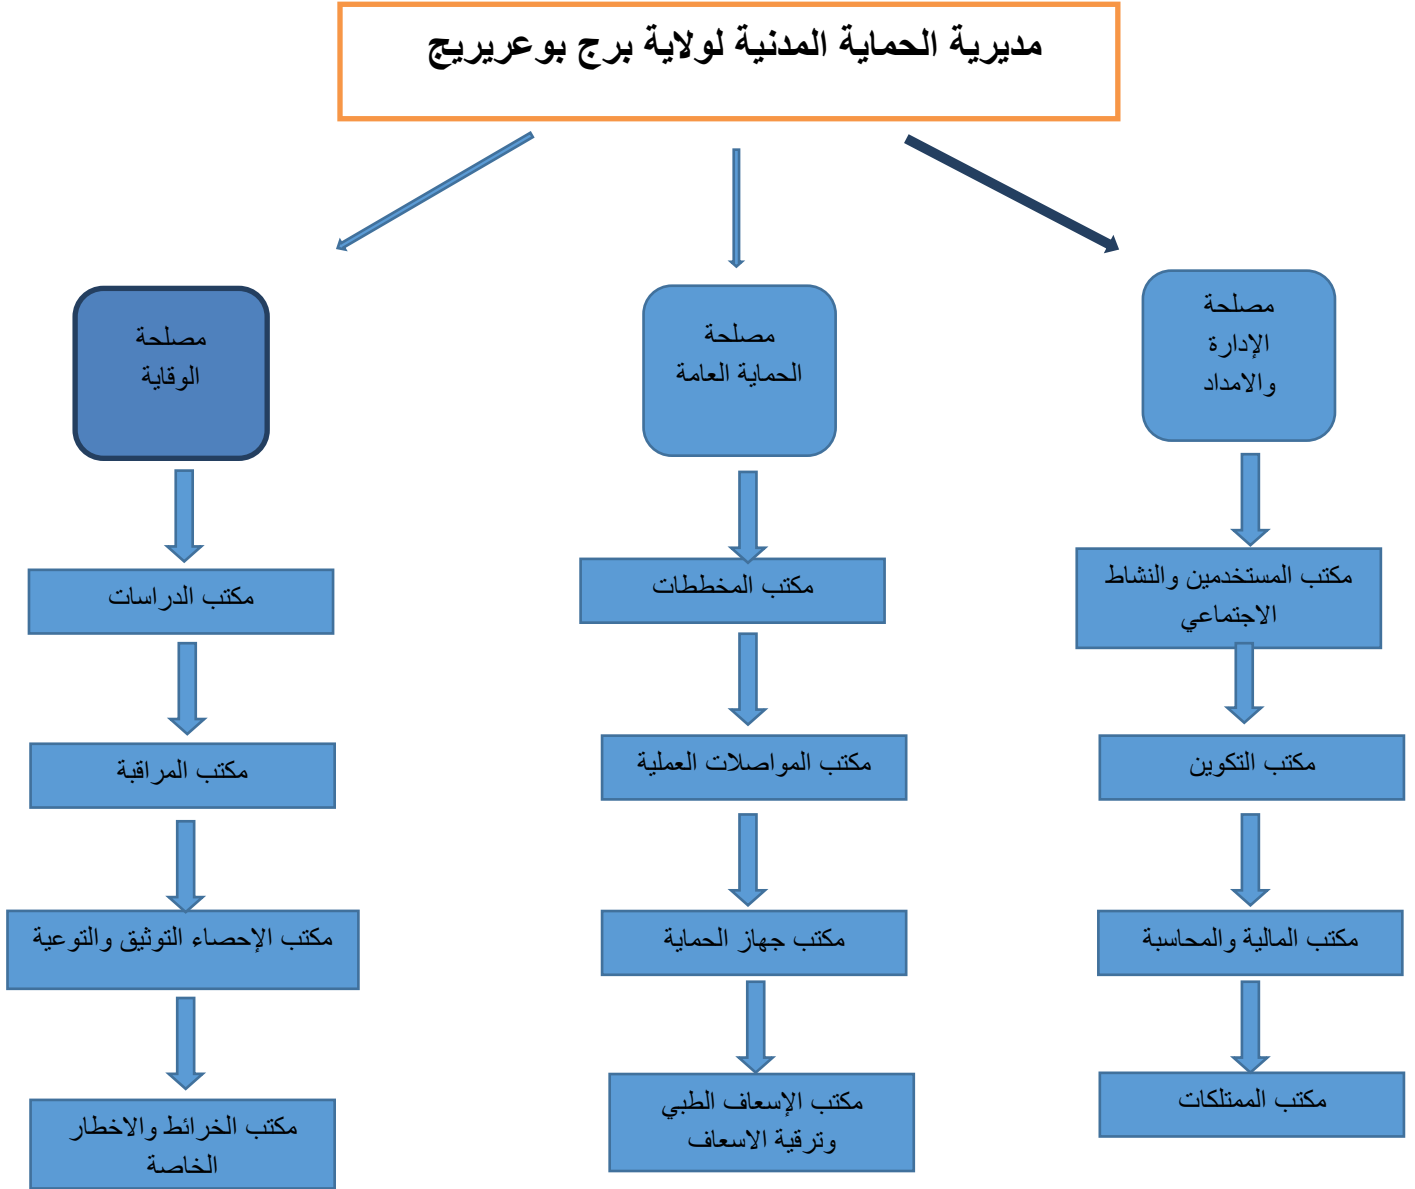 مديرية الحماية المدنية لولاية برج بوعريريج
مصلحة
الإدارة
والامداد
مصلحة
الحماية العامة
مصلحة
الوقاية
مكتب المستخدمين والنشاط
الاجتماعي
مكتب المخططات
مكتب الدراسات
مكتب التكوين
مكتب المواصلات العملية
مكتب المراقبة
مكتب المالية والمحاسبة
مكتب جهاز الحماية
مكتب الإحصاء التوثيق والتوعية
مكتب الممتلكات
مكتب الإسعاف الطبي
وترقية الاسعاف
مكتب الخرائط والاخطار
الخاصة